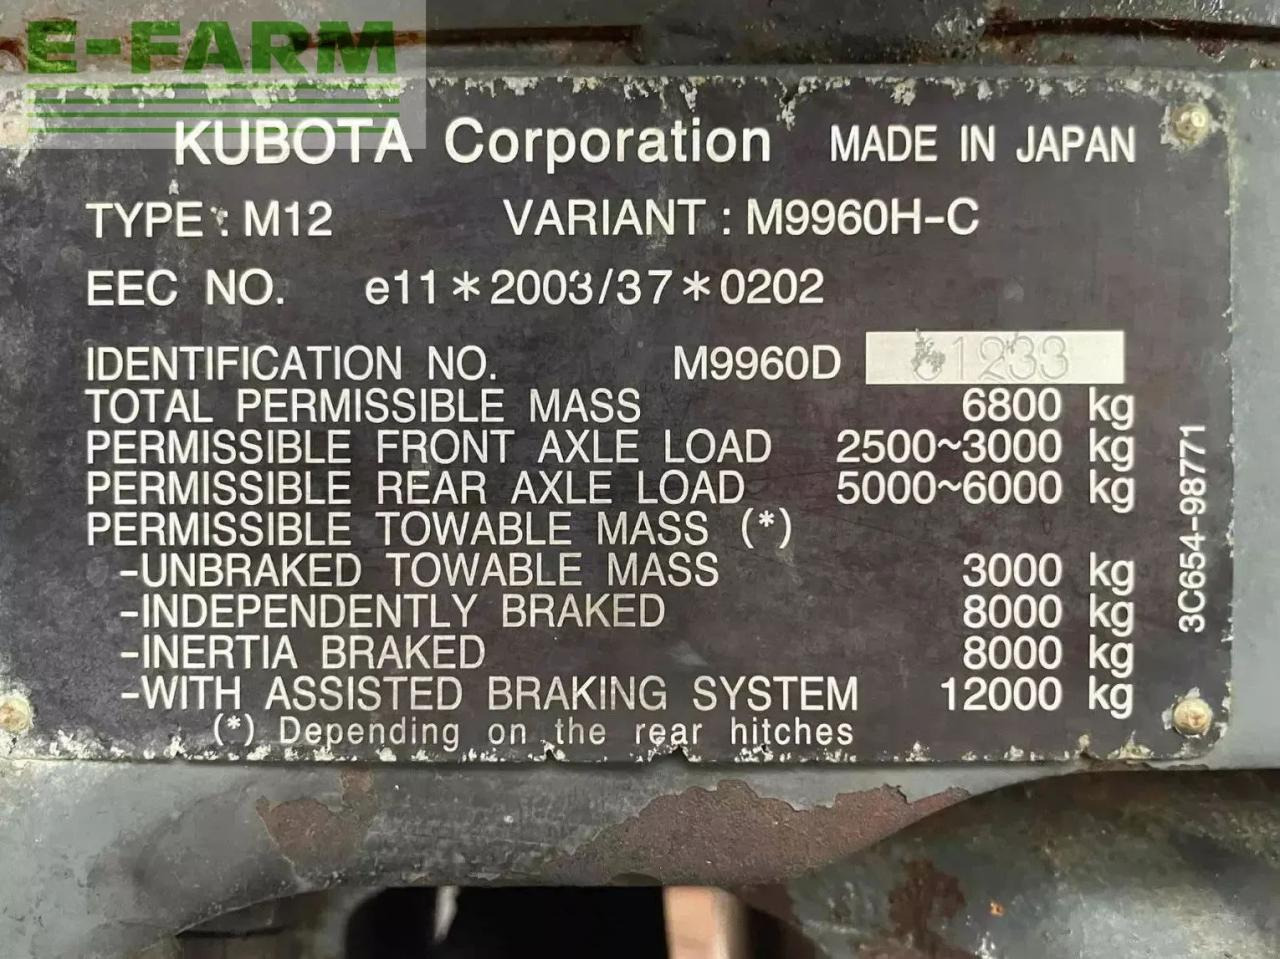 E-FARM
KUBOTA Corporation MADE IN JAPAN
TYPE : M12 VARIANT : M9960H-C
EEC NO. e11*2003/37*0202
IDENTIFICATION NO. M9960D
TOTAL PERMISSIBLE MASS 6800 kg
PERMISSIBLE FRONT AXLE LOAD 2500~3000 kg
PERMISSIBLE REAR AXLE LOAD 5000~6000 kg
PERMISSIBLE TOWABLE MASS (*)
-UNBRAKED TOWABLE MASS 3000 kg
-INDEPENDENTLY BRAKED 8000 kg
-INERTIA BRAKED 8000 kg
-WITH ASSISTED BRAKING SYSTEM 12000 kg
(*) Depending on the rear hitches
3C654-98771